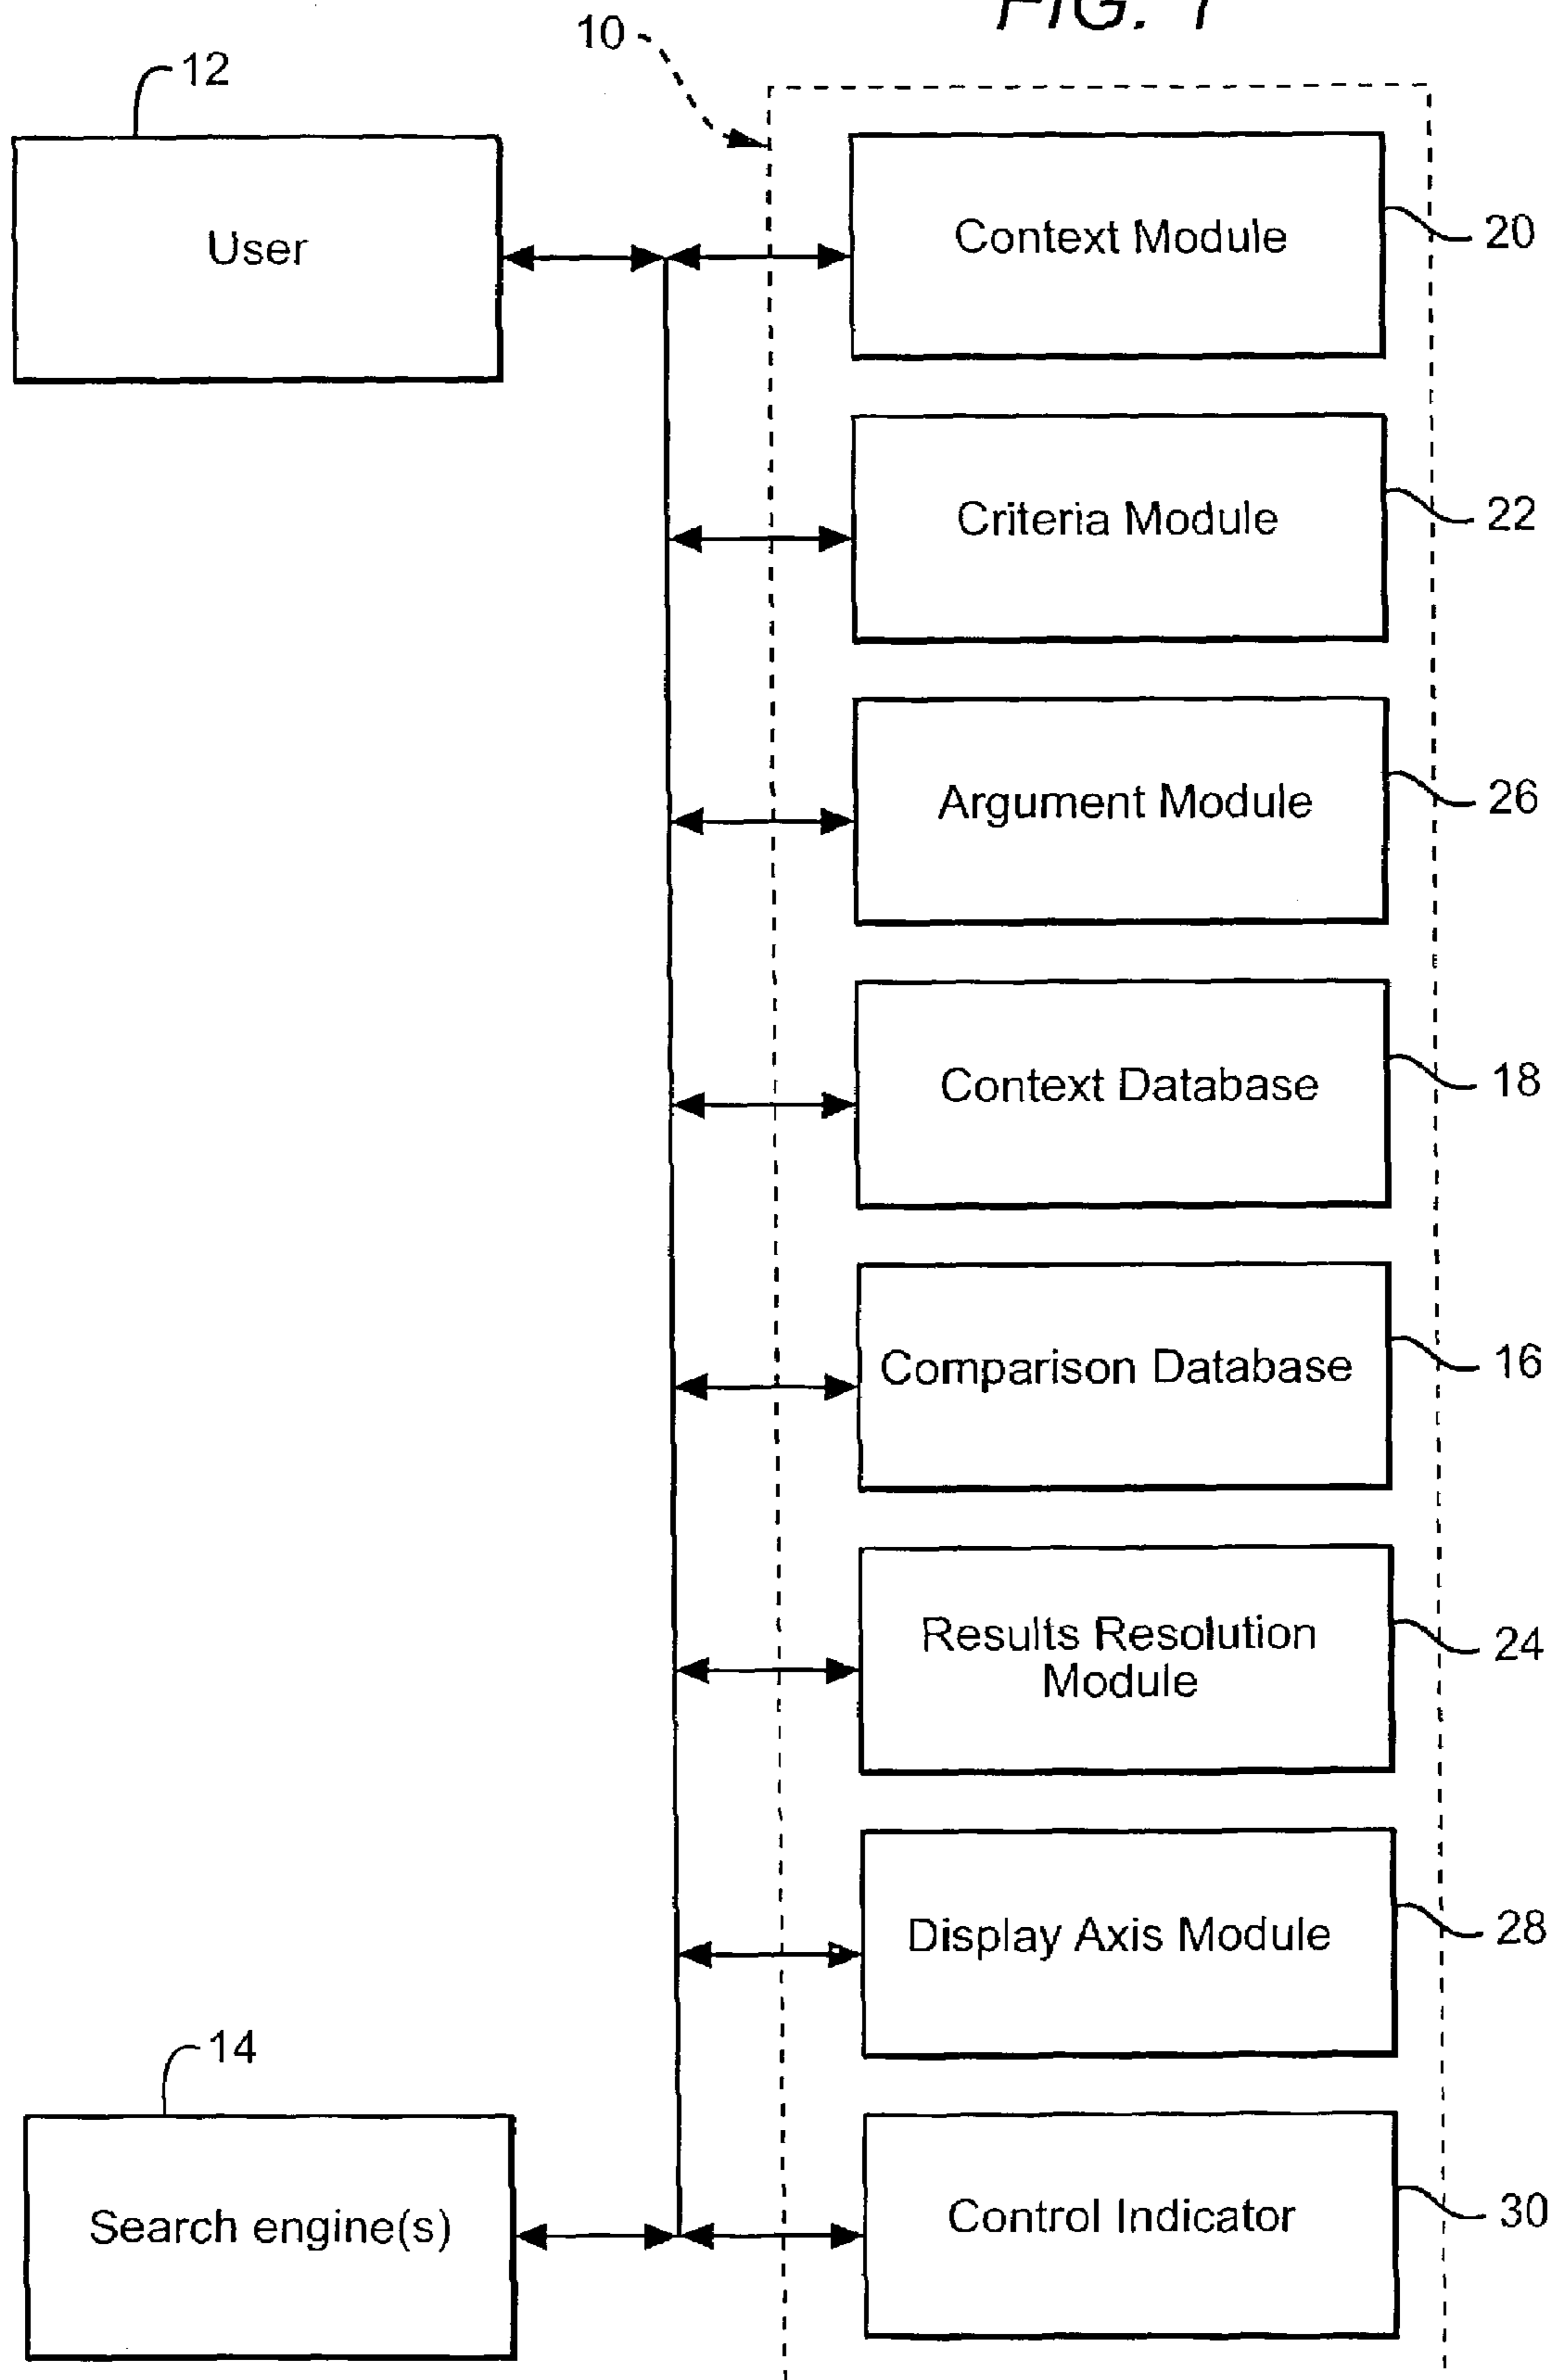 FIG. 1
10
12
User
Context Module
20
Criteria Module
22
Argument Module
26
Context Database
18
Comparison Database
16
Results Resolution
Module
24
Display Axis Module
28
14
Search engine(s)
Control Indicator
30